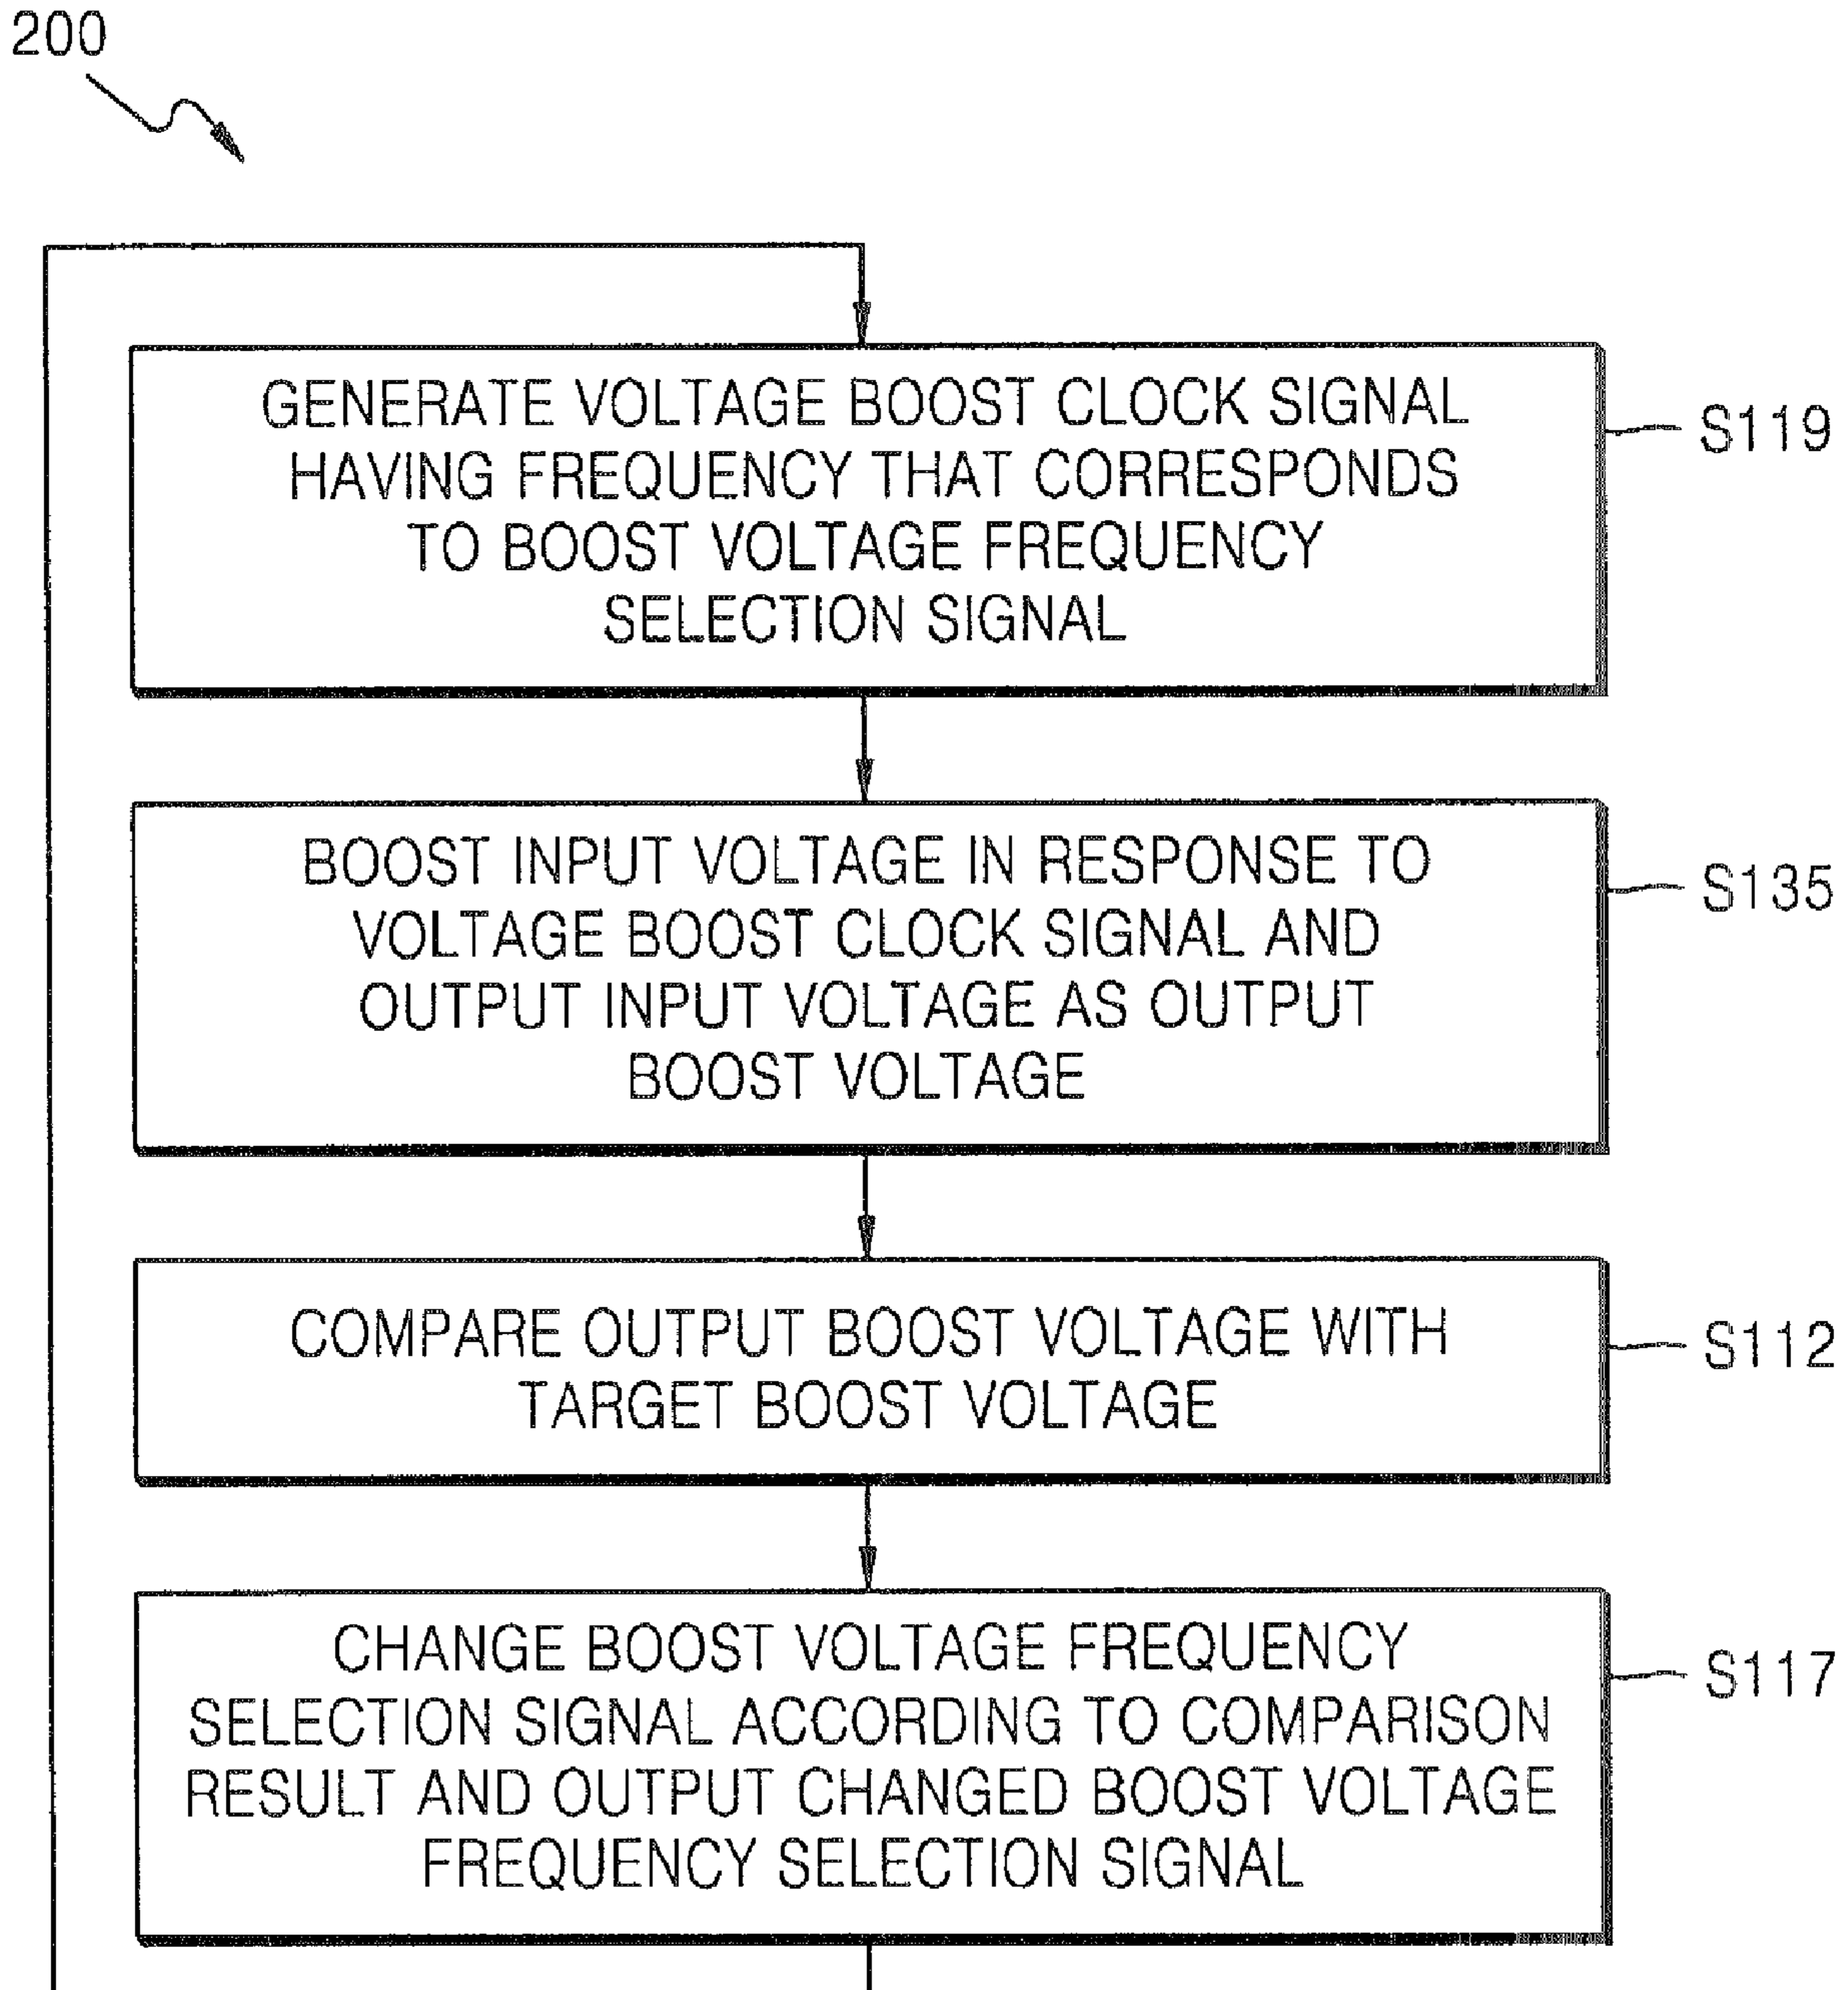 200
GENERATE VOLTAGE BOOST CLOCK SIGNAL
HAVING FREQUENCY THAT CORRESPONDS
TO BOOST VOLTAGE FREQUENCY
SELECTION SIGNAL
S119
BOOST INPUT VOLTAGE IN RESPONSE TO
VOLTAGE BOOST CLOCK SIGNAL AND
OUTPUT INPUT VOLTAGE AS OUTPUT
BOOST VOLTAGE
S135
COMPARE OUTPUT BOOST VOLTAGE WITH
TARGET BOOST VOLTAGE
S112
CHANGE BOOST VOLTAGE FREQUENCY
SELECTION SIGNAL ACCORDING TO COMPARISON
RESULT AND OUTPUT CHANGED BOOST VOLTAGE
FREQUENCY SELECTION SIGNAL
S117